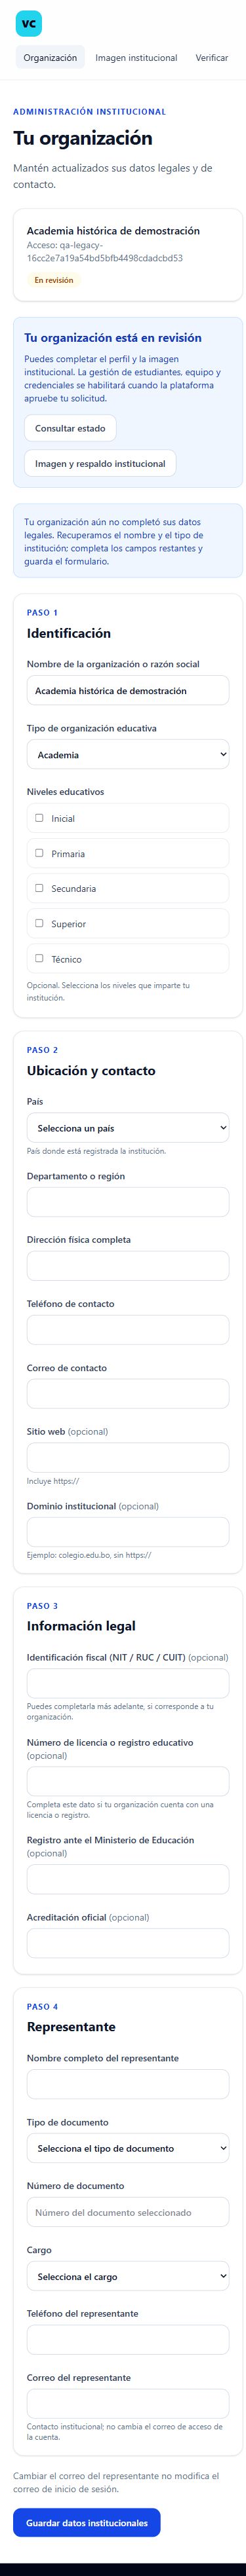 vc
Organización Imagen institucional Verificar
ADMINISTRACIÓN INSTITUCIONAL
Tu organización
Mantén actualizados sus datos legales y de
contacto.
Academia histórica de demostración
Acceso: qa-legacy-
16cc2e7a19a54bd5bfb4498cdadcbd53
En revisión
Tu organización está en revisión
Puedes completar el perfil y la imagen
institucional. La gestión de estudiantes, equipo y
credenciales se habilitará cuando la plataforma
apruebe tu solicitud.
Consultar estado
Imagen y respaldo institucional
Tu organización aún no completó sus datos
legales. Recuperamos el nombre y el tipo de
institución; completa los campos restantes y
guarda el formulario.
PASO 1
Identificación
Nombre de la organización o razón social
Academia histórica de demostración
Tipo de organización educativa
Academia
Niveles educativos
Inicial
Primaria
Secundaria
Superior
Técnico
Opcional. Selecciona los niveles que imparte tu
institución.
PASO 2
Ubicación y contacto
País
Selecciona un país
País donde está registrada la institución.
Departamento o región
Dirección física completa
Teléfono de contacto
Correo de contacto
Sitio web (opcional)
Incluye https://
Dominio institucional (opcional)
Ejemplo: colegio.edu.bo, sin https://
PASO 3
Información legal
Identificación fiscal (NIT / RUC / CUIT) (opcional)
Puedes completarla más adelante, si corresponde a tu
organización.
Número de licencia o registro educativo
(opcional)
Completa este dato si tu organización cuenta con una
licencia o registro.
Registro ante el Ministerio de Educación
(opcional)
Acreditación oficial (opcional)
PASO 4
Representante
Nombre completo del representante
Tipo de documento
Selecciona el tipo de documento
Número de documento
Número del documento seleccionado
Cargo
Selecciona el cargo
Teléfono del representante
Correo del representante
Contacto institucional; no cambia el correo de acceso de
la cuenta.
Cambiar el correo del representante no modifica el
correo de inicio de sesión.
Guardar datos institucionales